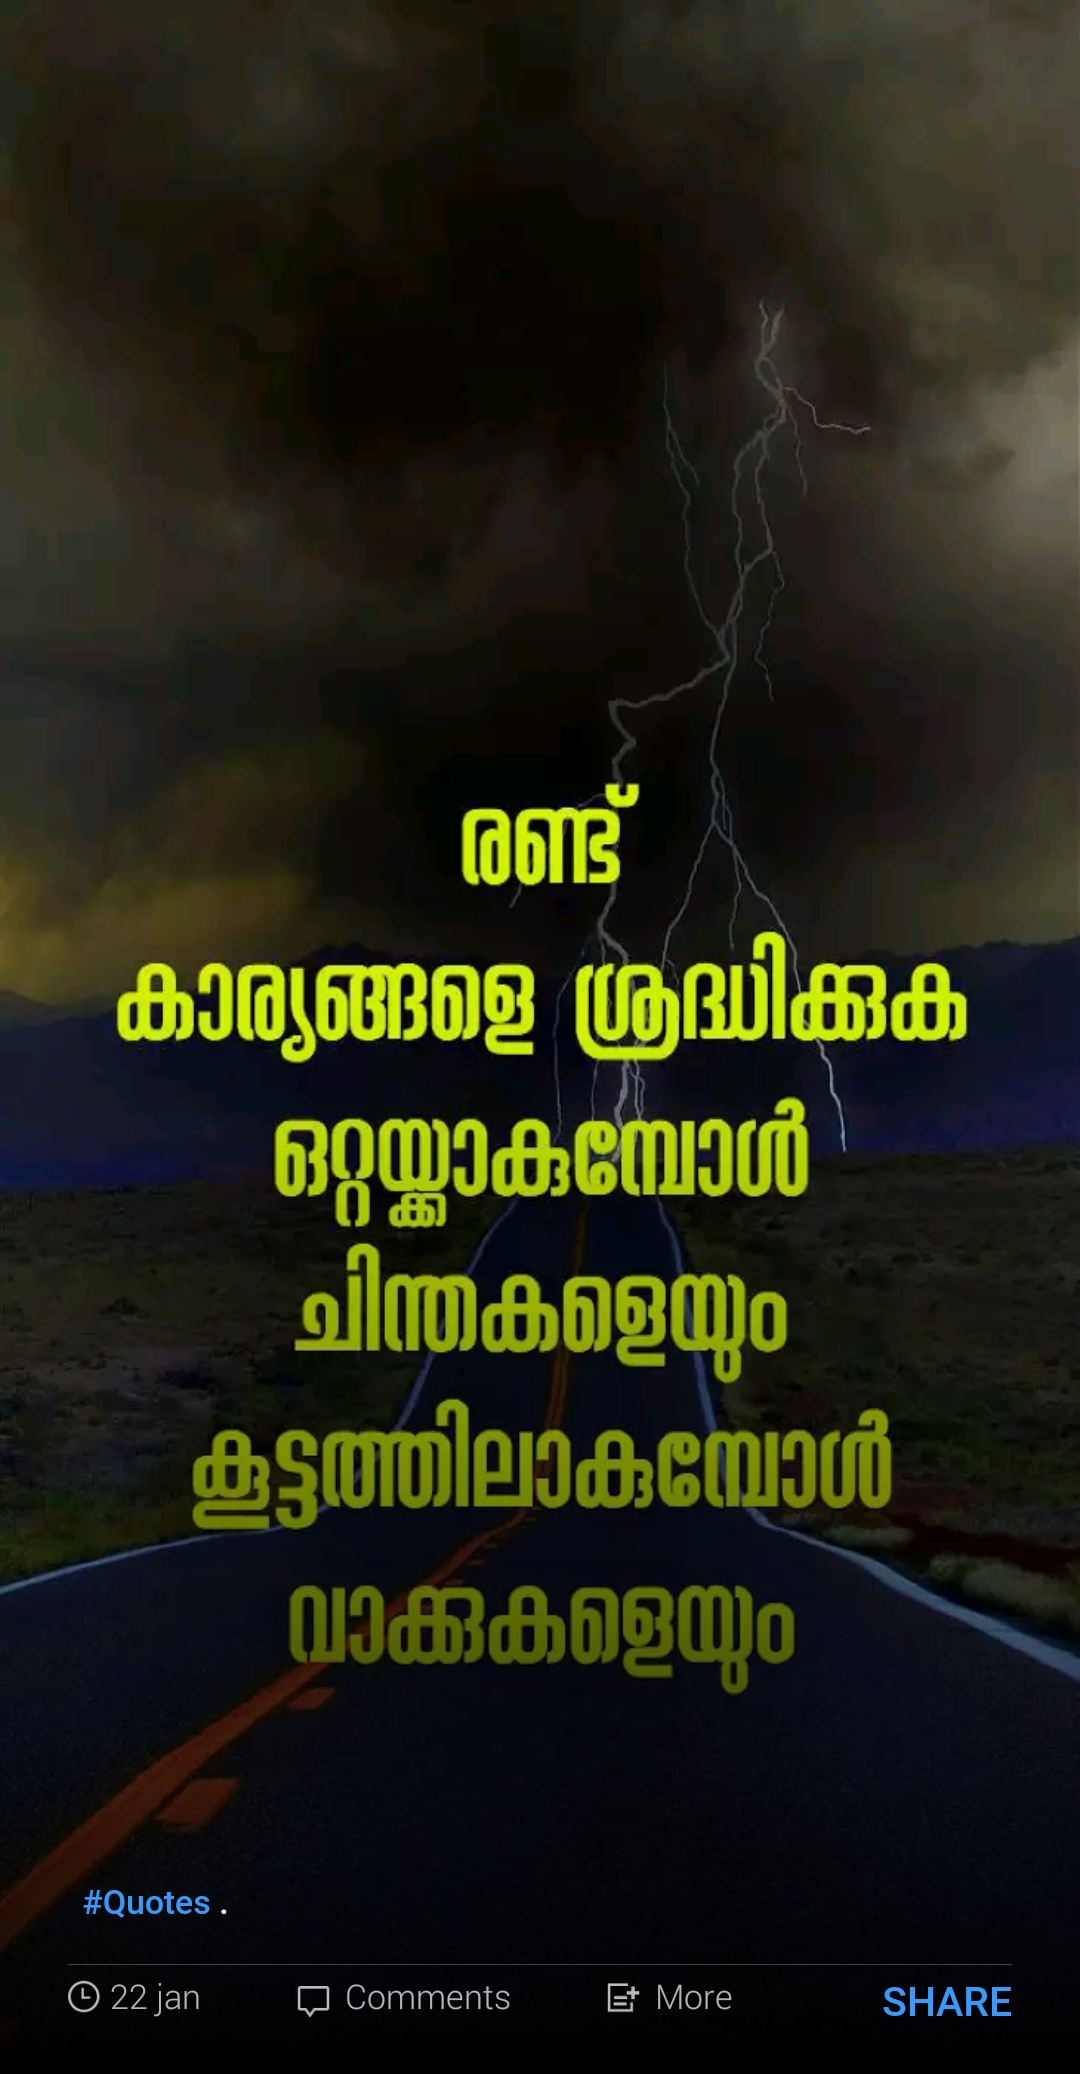 രണ്ട്
കാര്യങ്ങളെ ശ്രദ്ധിക്കുക
ഒറ്റയ്ക്കാകുമ്പോൾ
ചിന്തകളെയും
കൂട്ടത്തിലാകുമ്പോൾ
വാക്കുകളെയും
#Quotes .
22 jan Comments More SHARE